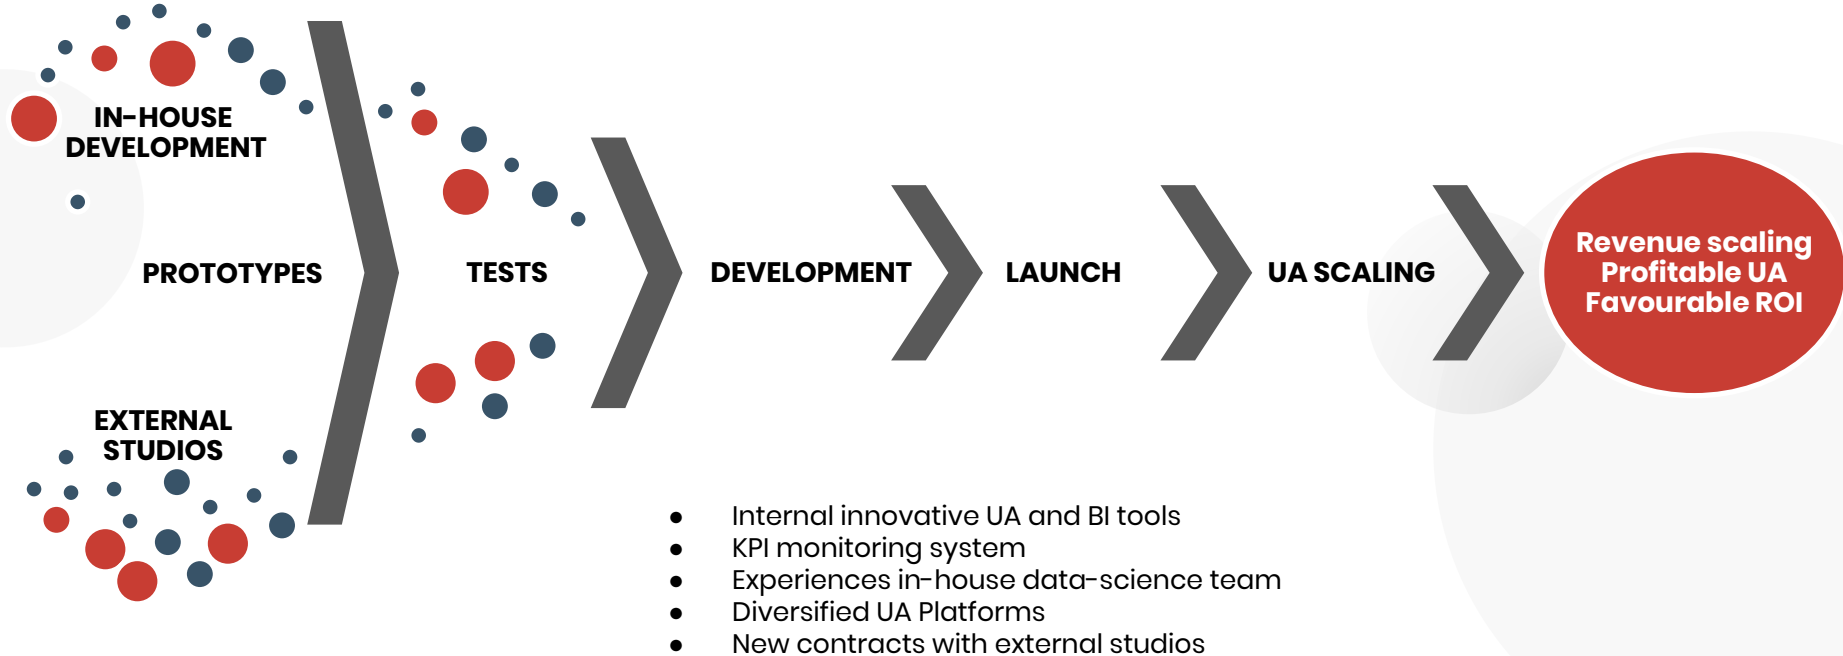 IN-HOUSE
DEVELOPMENT
PROTOTYPES
EXTERNAL
STUDIOS
TESTS
DEVELOPMENT
LAUNCH
UA SCALING
Revenue scaling
Profitable UA
Favourable ROI
● Internal innovative UA and BI tools
● KPI monitoring system
● Experiences in-house data-science team
● Diversified UA Platforms
● New contracts with external studios